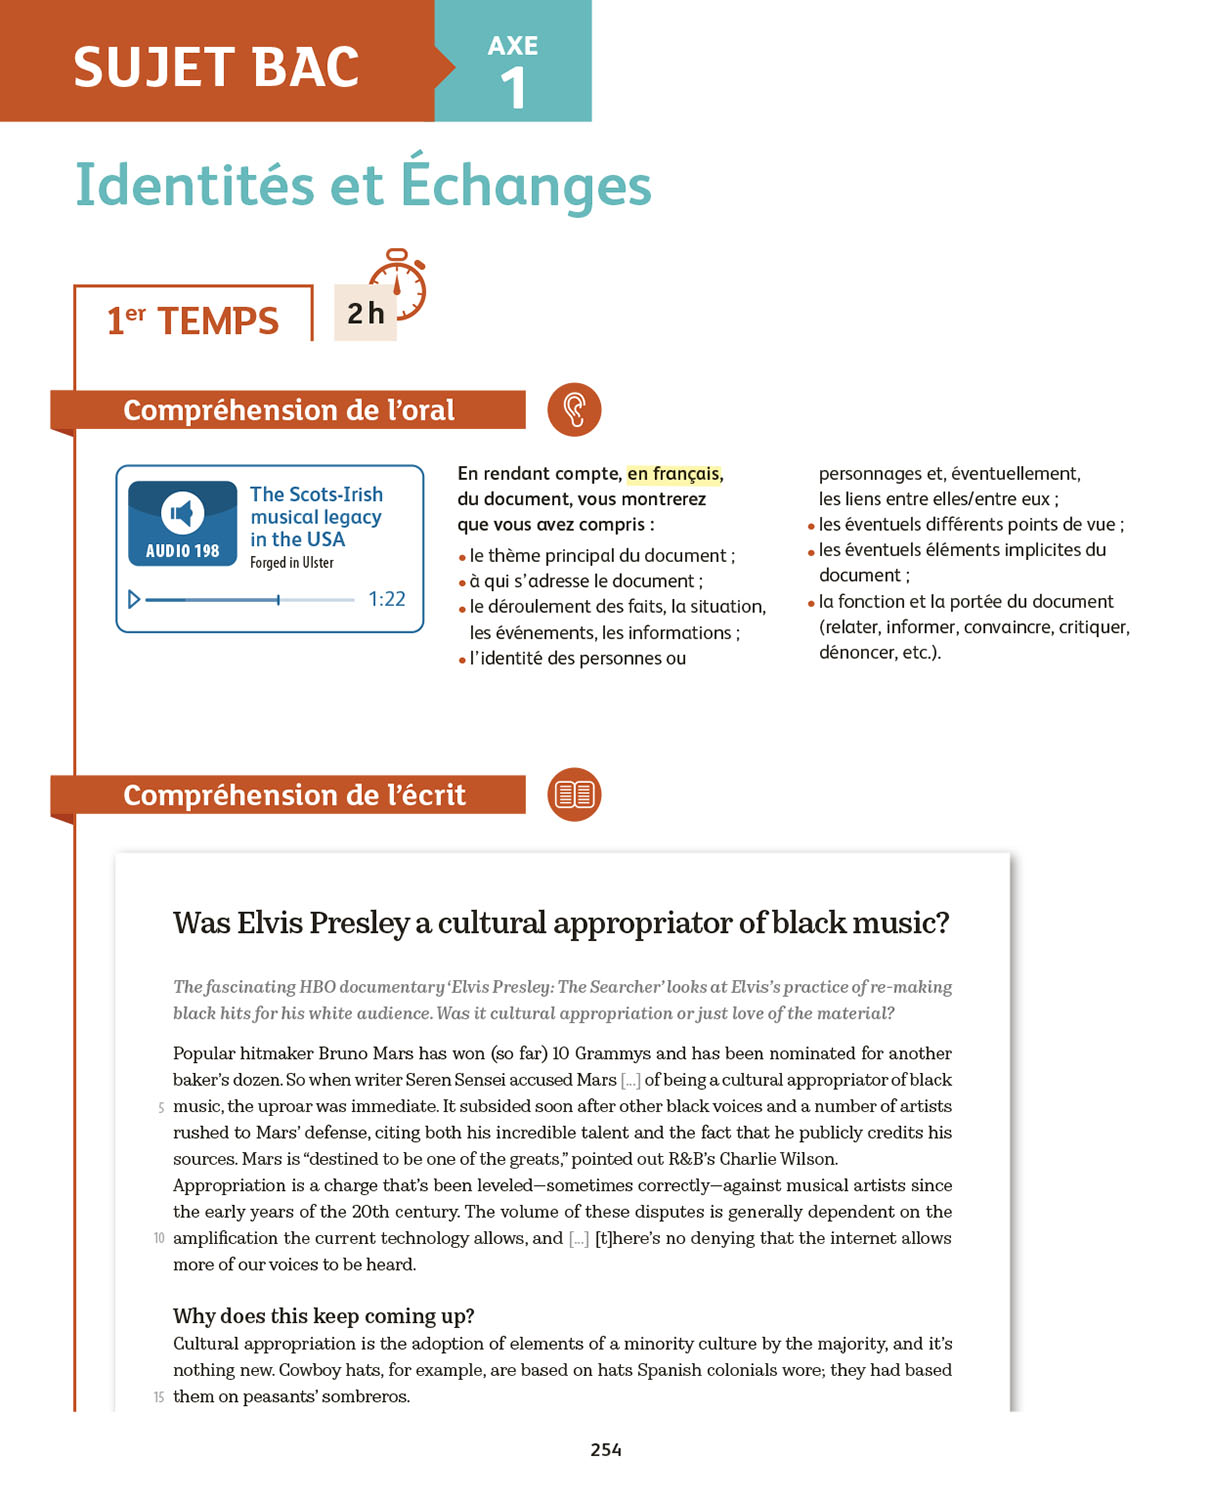 SUJET BAC
AXE
1
Identités et Échanges
1er TEMPS
2 h
Compréhension de l’oral
AUDIO 198
The Scots-Irish
musical legacy
in the USA
Forged in Ulster
1:22
En rendant compte, en français,
du document, vous montrerez
que vous avez compris :
• le thème principal du document ;
• à qui s’adresse le document ;
• le déroulement des faits, la situation,
les événements, les informations ;
• l’identité des personnes ou
personnages et, éventuellement,
les liens entre elles/entre eux ;
• les éventuels différents points de vue ;
• les éventuels éléments implicites du
document ;
• la fonction et la portée du document
(relater, informer, convaincre, critiquer,
dénoncer, etc.).
Compréhension de l’écrit
Was Elvis Presley a cultural appropriator of black music?
The fascinating HBO documentary ‘Elvis Presley: The Searcher’ looks at Elvis’s practice of re-making
black hits for his white audience. Was it cultural appropriation or just love of the material?
Popular hitmaker Bruno Mars has won (so far) 10 Grammys and has been nominated for another
baker’s dozen. So when writer Seren Sensei accused Mars [...] of being a cultural appropriator of black
5 music, the uproar was immediate. It subsided soon after other black voices and a number of artists
rushed to Mars’ defense, citing both his incredible talent and the fact that he publicly credits his
sources. Mars is “destined to be one of the greats,” pointed out R&B’s Charlie Wilson.
Appropriation is a charge that’s been leveled—sometimes correctly—against musical artists since
the early years of the 20th century. The volume of these disputes is generally dependent on the
10 amplification the current technology allows, and [...] [t]here’s no denying that the internet allows
more of our voices to be heard.
Why does this keep coming up?
Cultural appropriation is the adoption of elements of a minority culture by the majority, and it’s
nothing new. Cowboy hats, for example, are based on hats Spanish colonials wore; they had based
15 them on peasants’ sombreros.
254